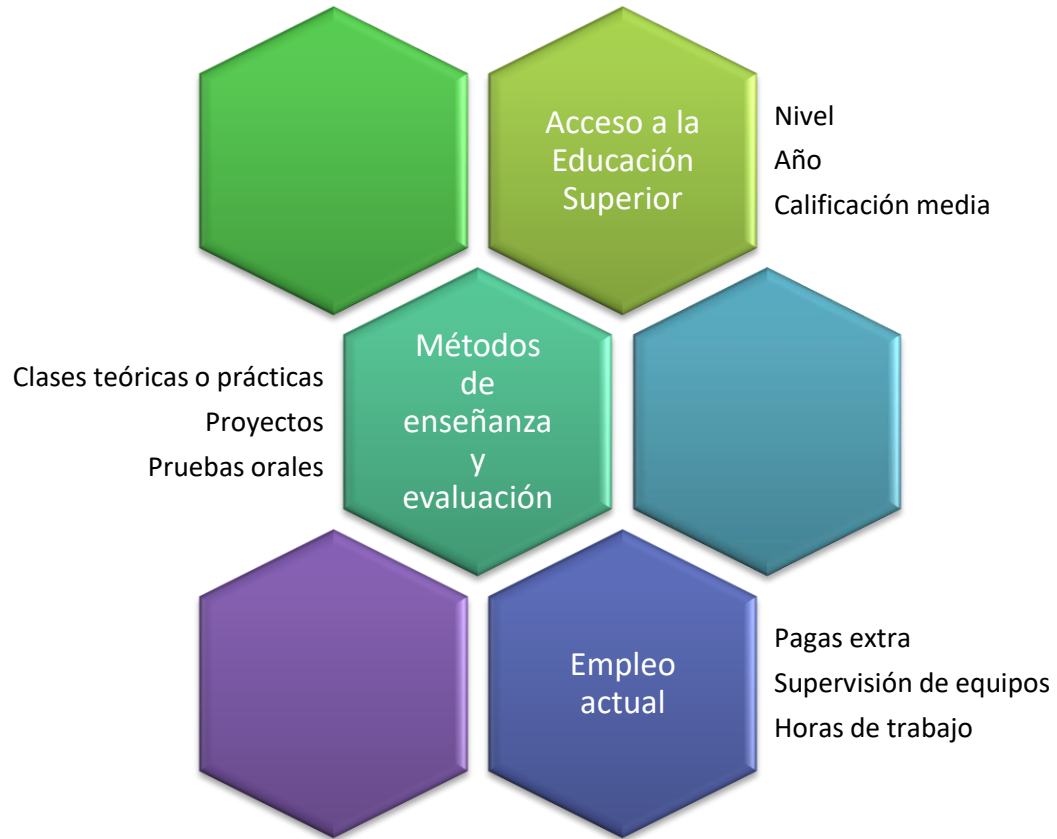 Acceso a la
Educación
Superior
Nivel
Año
Calificación media
Clases teóricas o prácticas
Proyectos
Pruebas orales
Métodos
de
enseñanza
y
evaluación
Empleo
actual
Pagas extra
Supervisión de equipos
Horas de trabajo